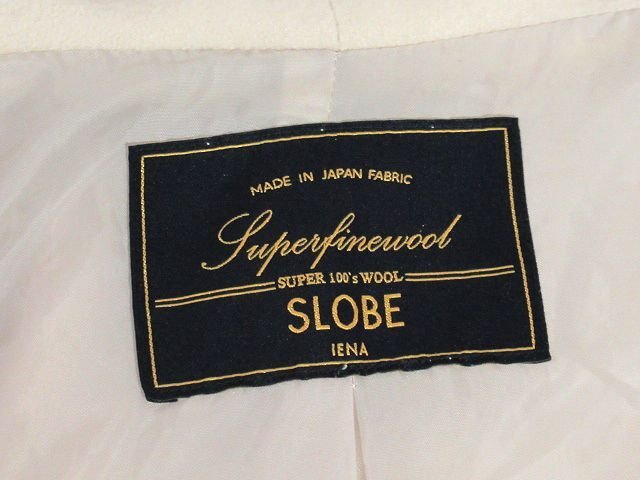 MADE IN JAPAN FABRIC
Superfinewool
SUPER 100's WOOL
SLOBE
IENA